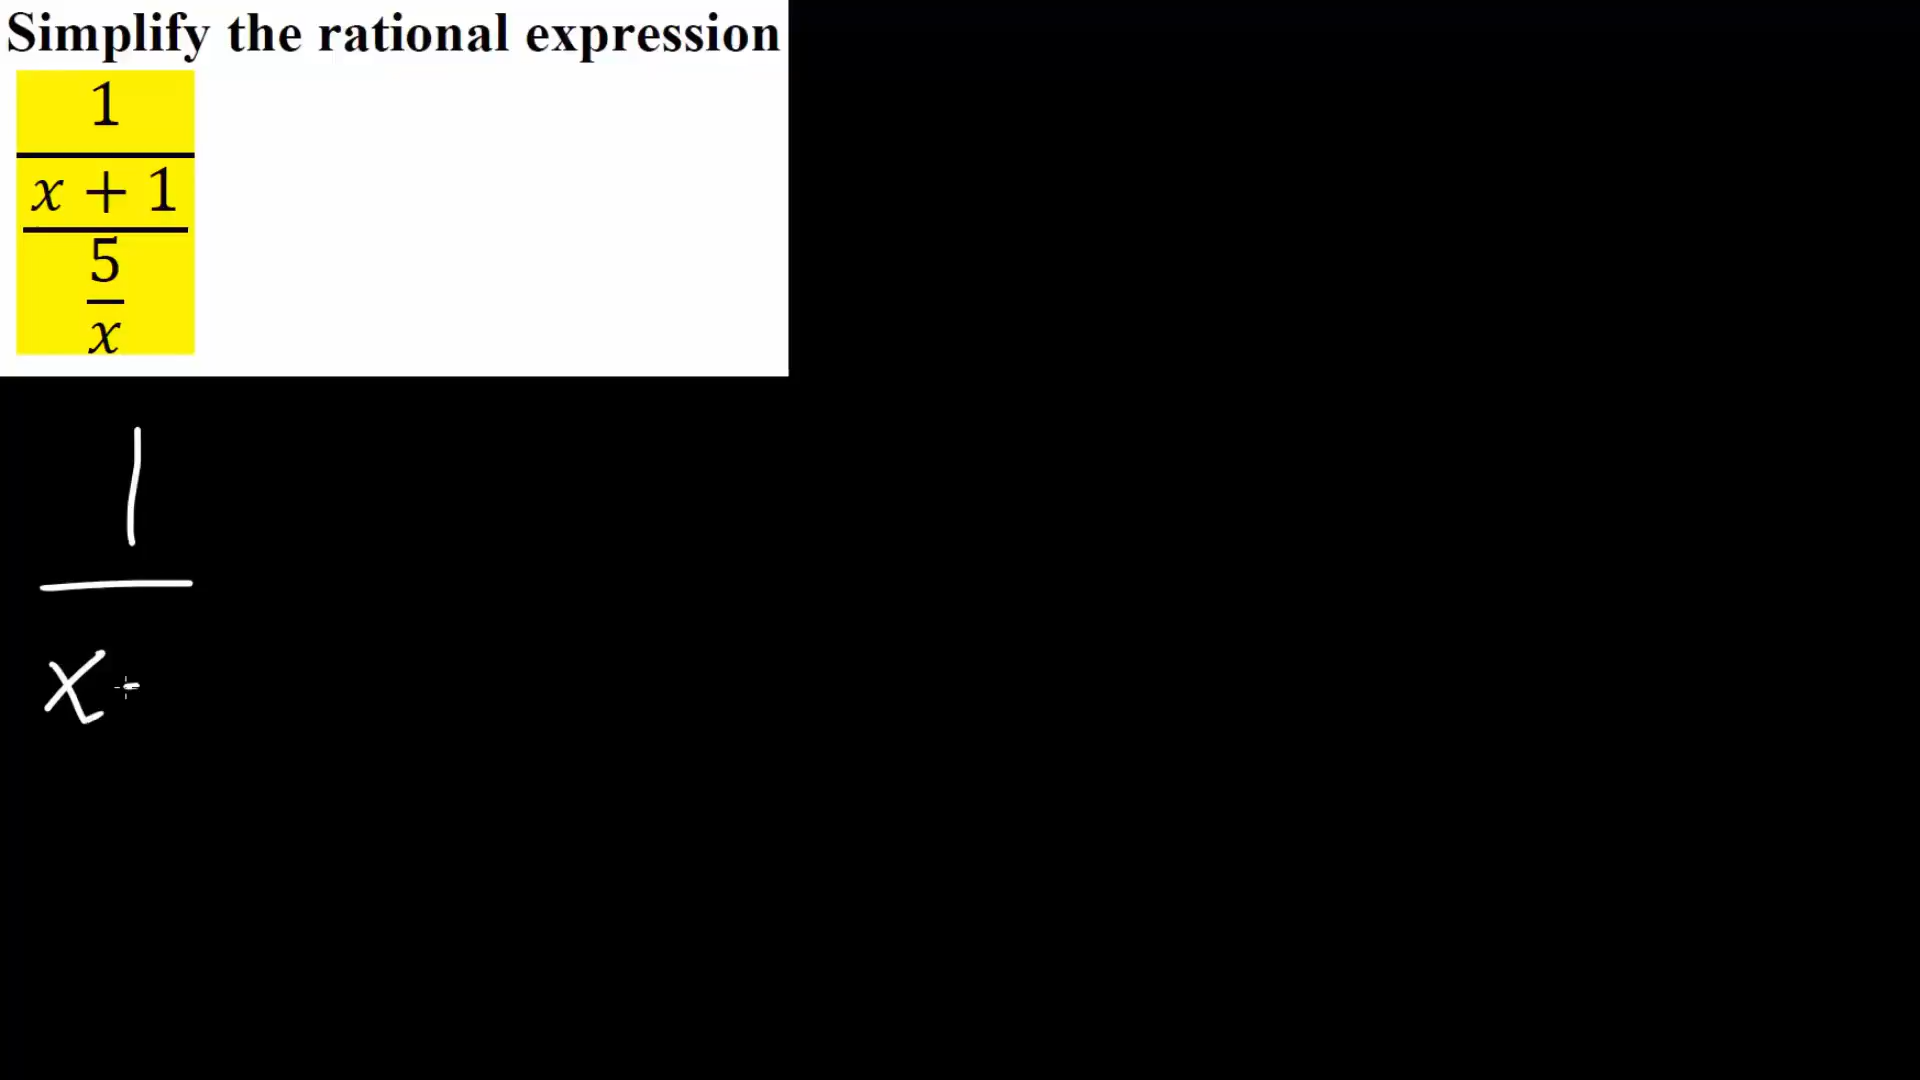 Simplify the rational expression
1
x + 1
5
x
1
x -